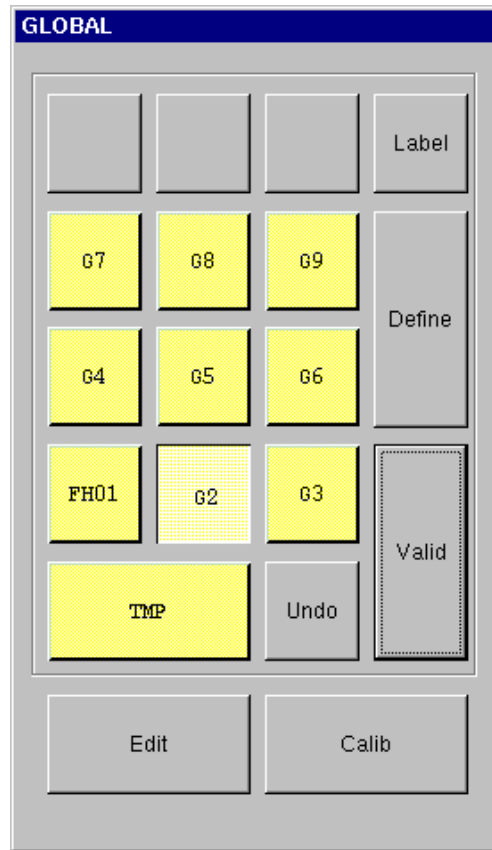 GLOBAL
Label
G7 G8 G9
Define
G4 G5 G6
FH01 G2 G3
Valid
TMP Undo
Edit Calib